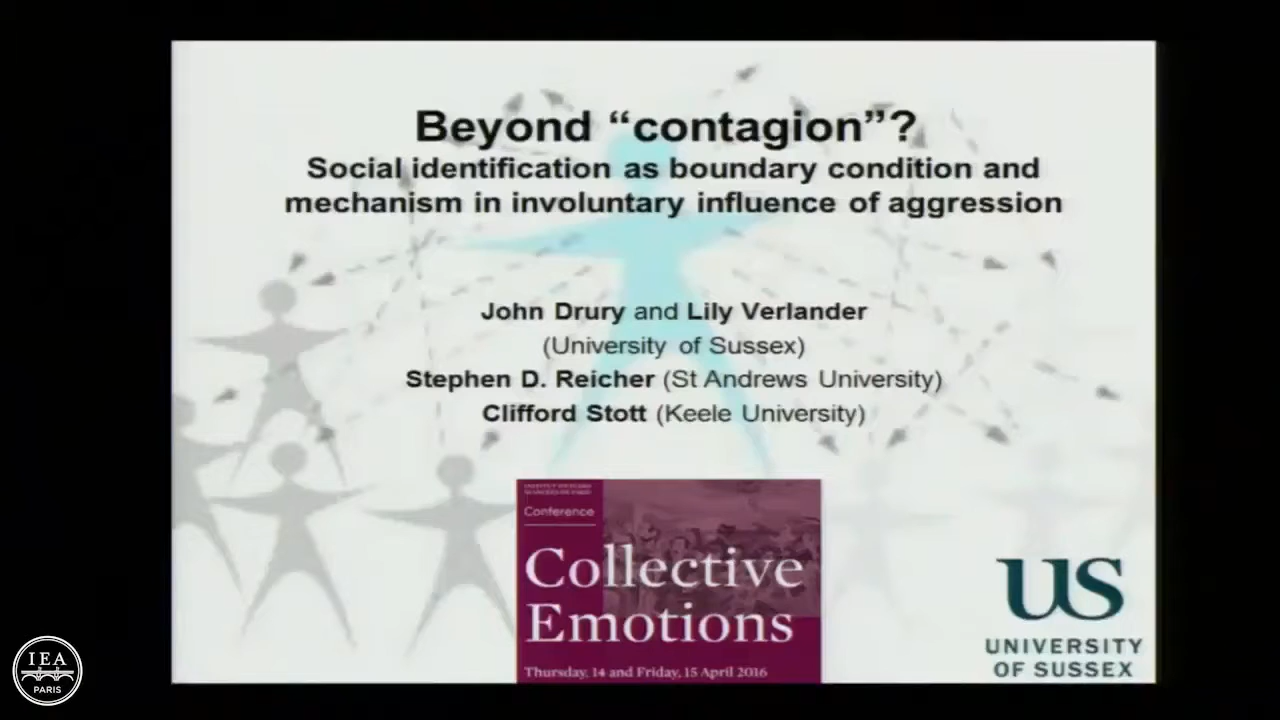 Beyond “contagion”?
Social identification as boundary condition and
mechanism in involuntary influence of aggression
John Drury and Lily Verlander
(University of Sussex)
Stephen D. Reicher (St Andrews University)
Clifford Stott (Keele University)
Conference
Collective
Emotions
Thursday, 14 and Friday, 15 April 2016
US
UNIVERSITY
OF SUSSEX
IEA
PARIS